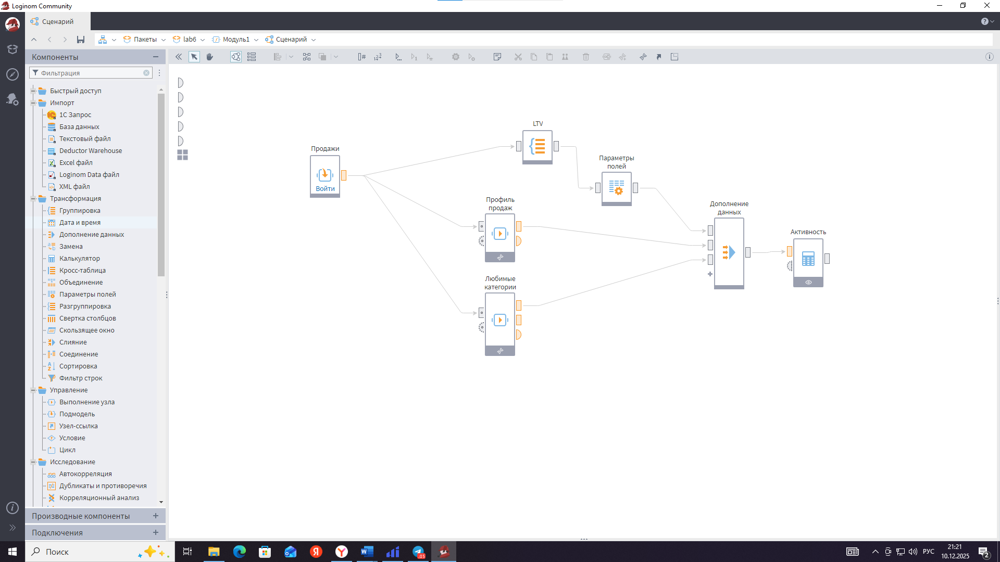 Loginom Community
Сценарий
Пакеты
lab6
Модуль1
Сценарий
Компоненты
Фильтрация
Быстрый доступ
Импорт
1С Запрос
База данных
Текстовый файл
Deductor Warehouse
Excel файл
Loginom Data файл
XML файл
Трансформация
Группировка
Дата и время
Дополнение данных
Замена
Калькулятор
Кросс-таблица
Объединение
Параметры полей
Разгруппировка
Свертка столбцов
Скользящее окно
Слияние
Соединение
Сортировка
Фильтр строк
Управление
Выполнение узла
Подмодель
Узел-ссылка
Условие
Цикл
Исследование
Автокорреляция
Дубликаты и противоречия
Корреляционный анализ
Производные компоненты
Подключения
LTV
Продажи
Войти
Параметры
полей
Профиль
продаж
Дополнение
данных
Активность
Любимые
категории
Поиск
РУС
21:21
10.12.2025
2